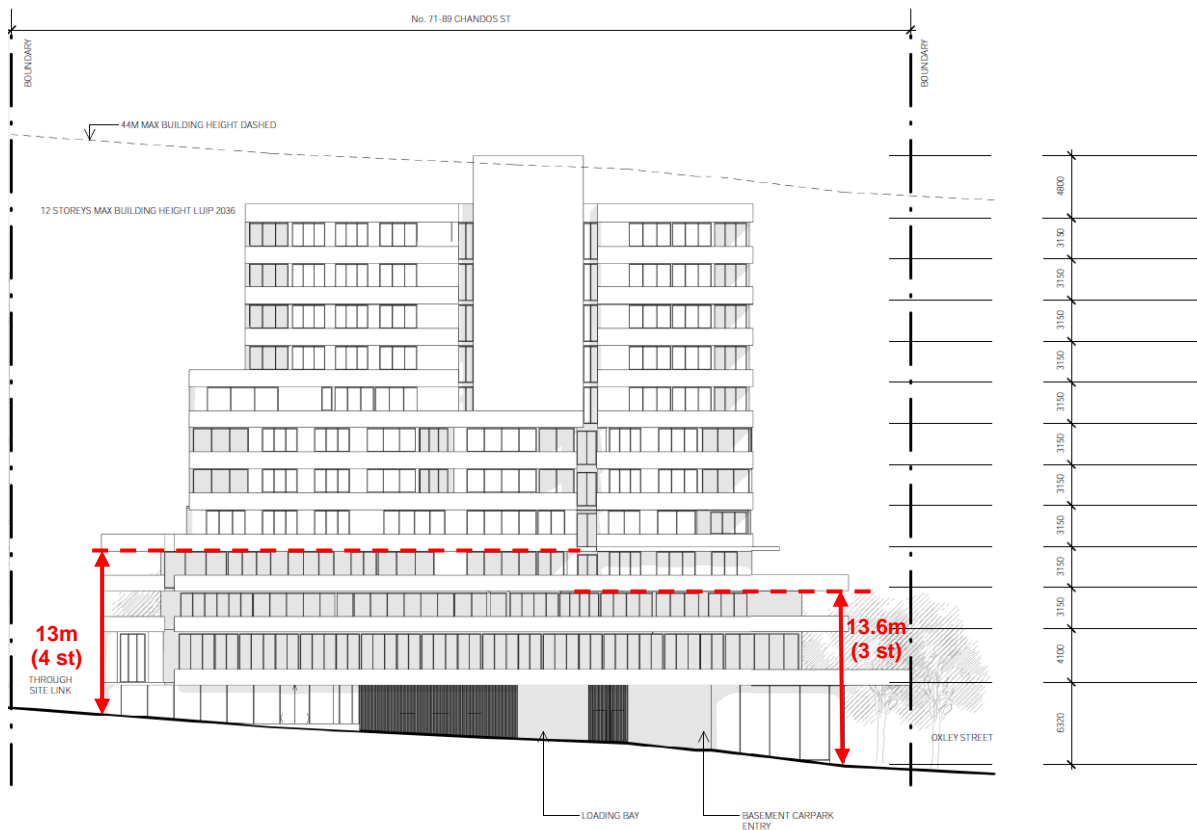 No. 71-89 CHANDOS ST
BOUNDARY
BOUNDARY
44M MAX BUILDING HEIGHT DASHED
12 STOREYS MAX BUILDING HEIGHT LUIP 2036
4800
3150
3150
3150
3150
3150
3150
3150
3150
3150
3150
4100
6320
13m
(4 st)
13.6m
(3 st)
THROUGH
SITE LINK
OXLEY STREET
LOADING BAY
BASEMENT CARPARK
ENTRY